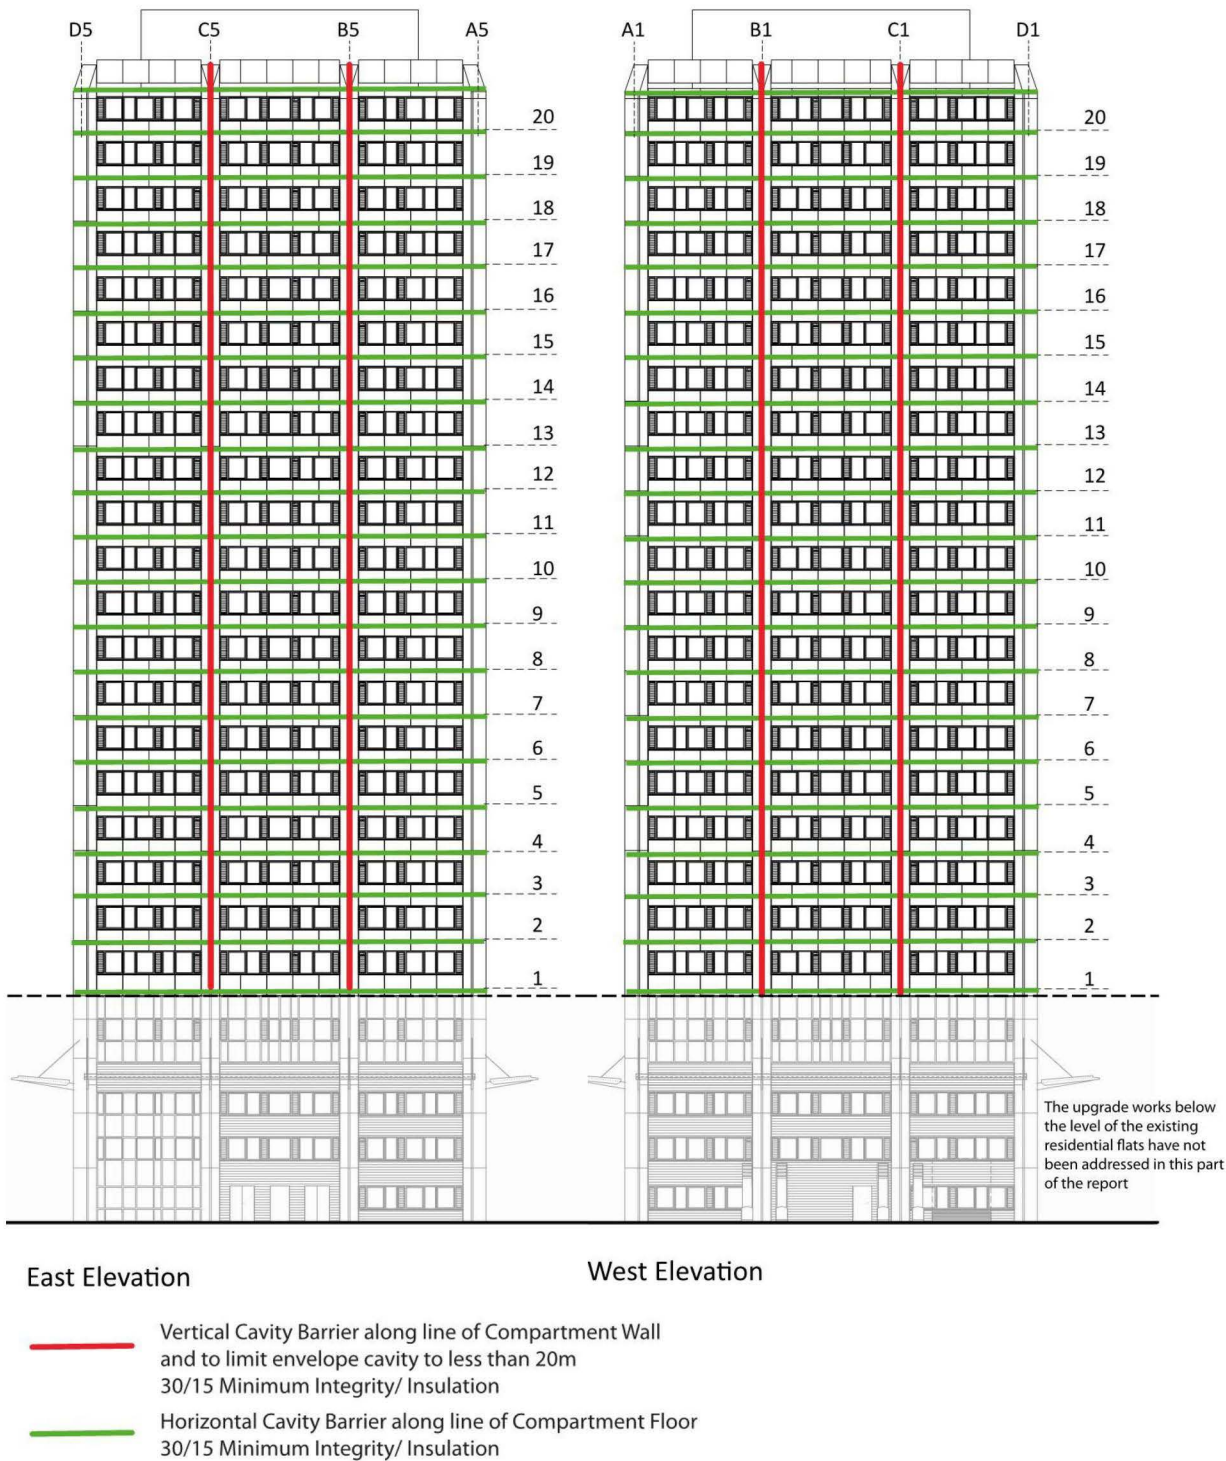 D5 C5 B5 A5 A1 B1 C1 D1
20 20
19 19
18 18
17 17
16 16
15 15
14 14
13 13
12 12
11 11
10 10
9 9
8 8
7 7
6 6
5 5
4 4
3 3
2 2
1 1
The upgrade works below
the level of the existing
residential flats have not
been addressed in this part
of the report
East Elevation
West Elevation
Vertical Cavity Barrier along line of Compartment Wall
and to limit envelope cavity to less than 20m
30/15 Minimum Integrity/ Insulation
Horizontal Cavity Barrier along line of Compartment Floor
30/15 Minimum Integrity/ Insulation